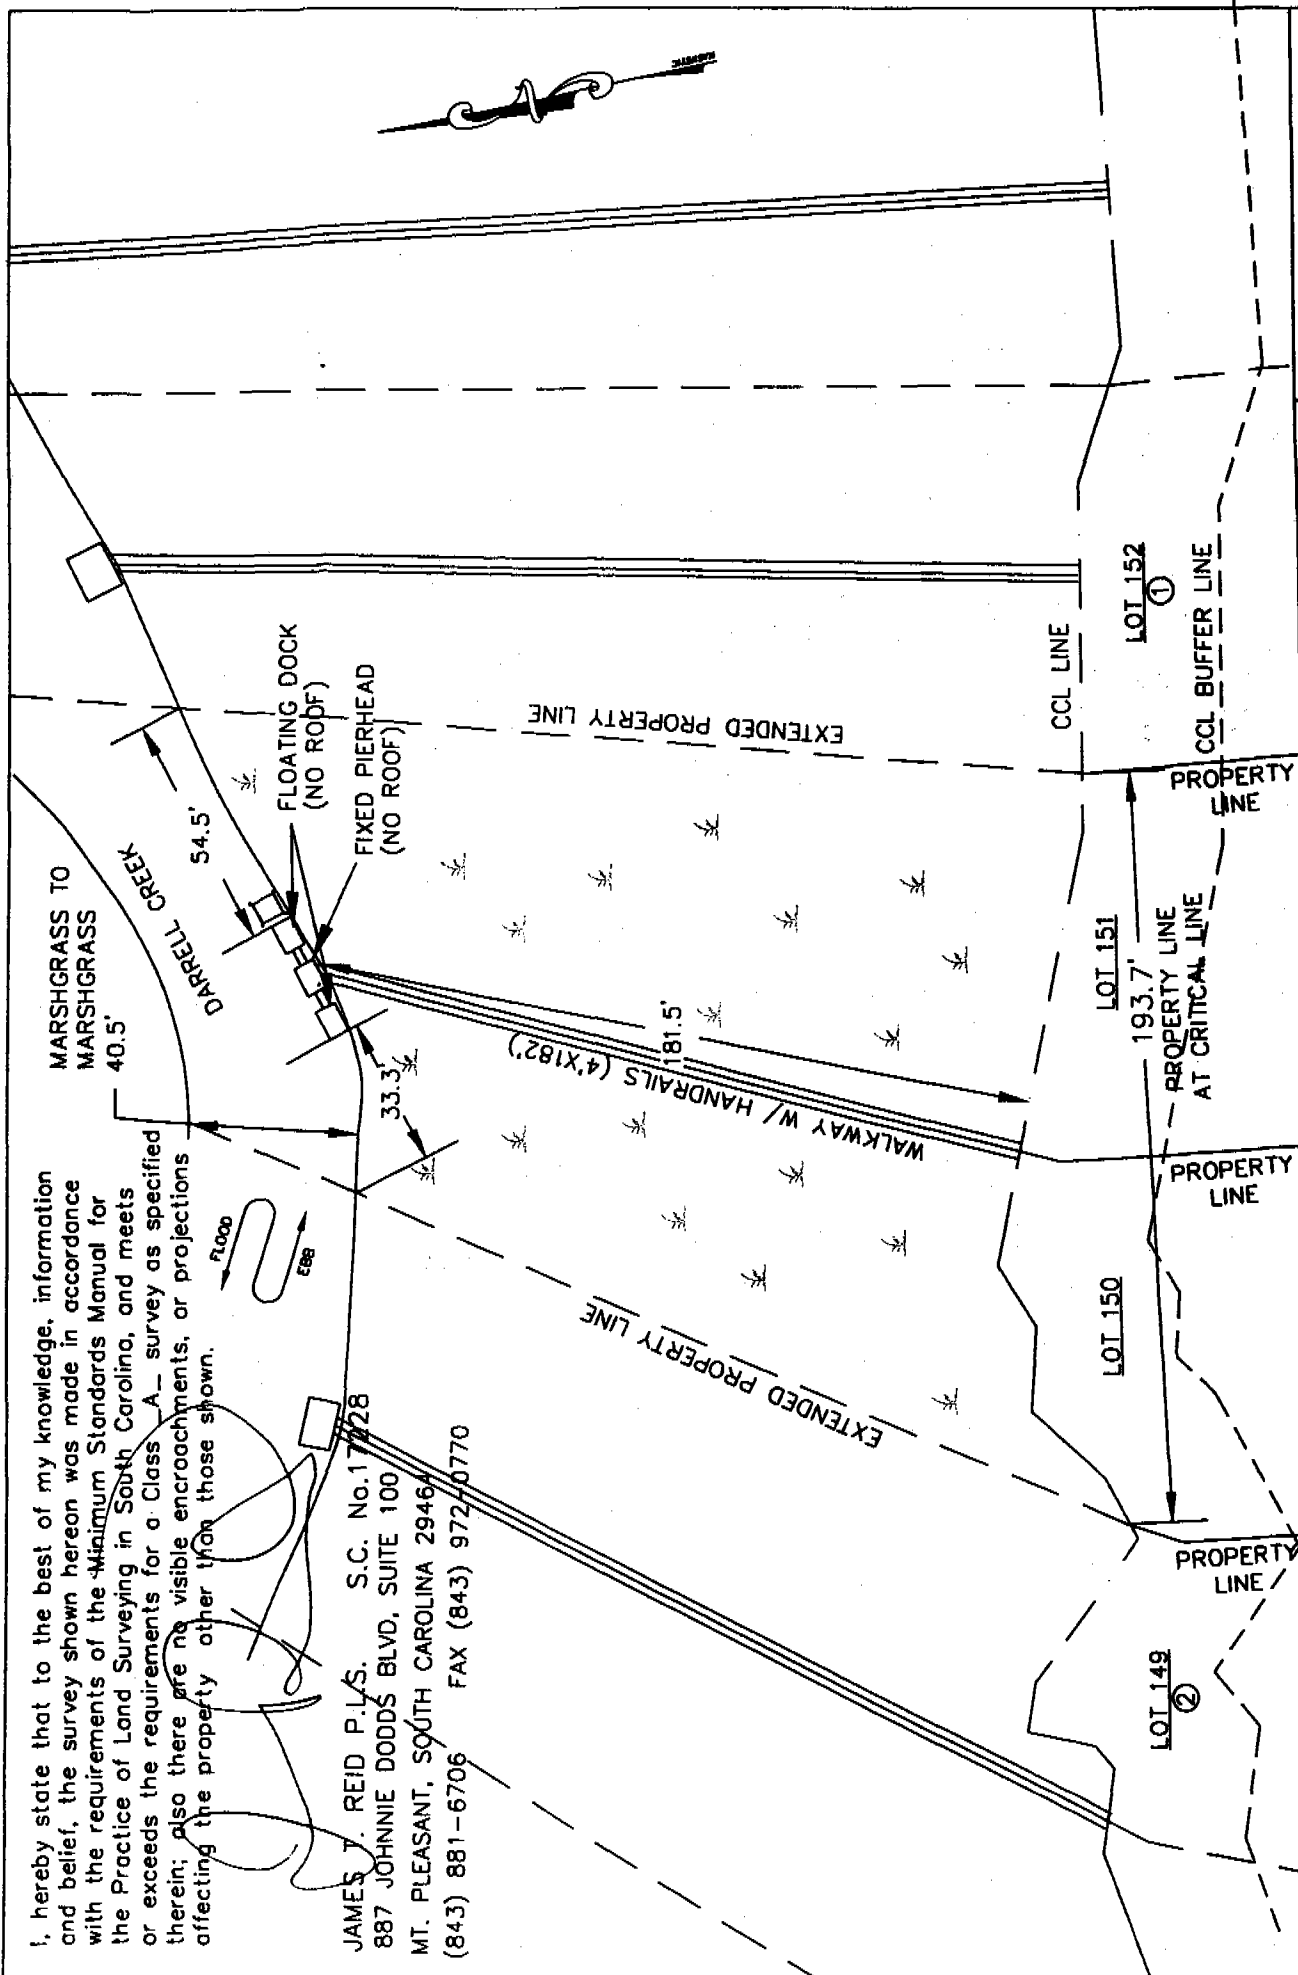 I, hereby state that to the best of my knowledge, information
and belief, the survey shown hereon was made in accordance
with the requirements of the Minimum Standards Manual for
the Practice of Land Surveying in South Carolina, and meets
or exceeds the requirements for a Class _A_ survey as specified
therein; also there are no visible encroachments, or projections
affecting the property other than those shown.
JAMES T. REID P.L.S. S.C. No.17228
887 JOHNNIE DODDS BLVD, SUITE 100
MT. PLEASANT, SOUTH CAROLINA 29464
(843) 881-6706 FAX (843) 972-0770
MARSHGRASS TO
MARSHGRASS
40.5'
DARRELL CREEK
FLOOD
EBB
54.5'
33.3'
FLOATING DOCK
(NO ROOF)
FIXED PIERHEAD
(NO ROOF)
MAGNETIC
EXTENDED PROPERTY LINE
181.5'
WALKWAY W/ HANDRAILS (4'X182')
EXTENDED PROPERTY LINE
CCL LINE
LOT 149
②
LOT 150
LOT 151
LOT 152
①
193.7'
PROPERTY LINE
AT CRITICAL LINE
CCL BUFFER LINE
PROPERTY
LINE
PROPERTY
LINE
PROPERTY
LINE